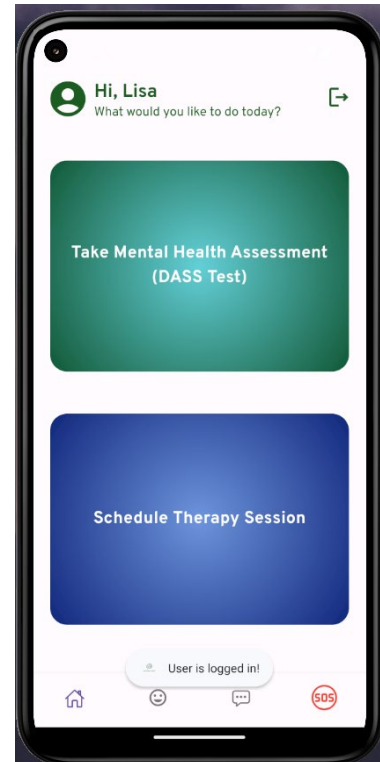 Hi, Lisa
What would you like to do today?
Take Mental Health Assessment
(DASS Test)
Schedule Therapy Session
User is logged in!
SOS